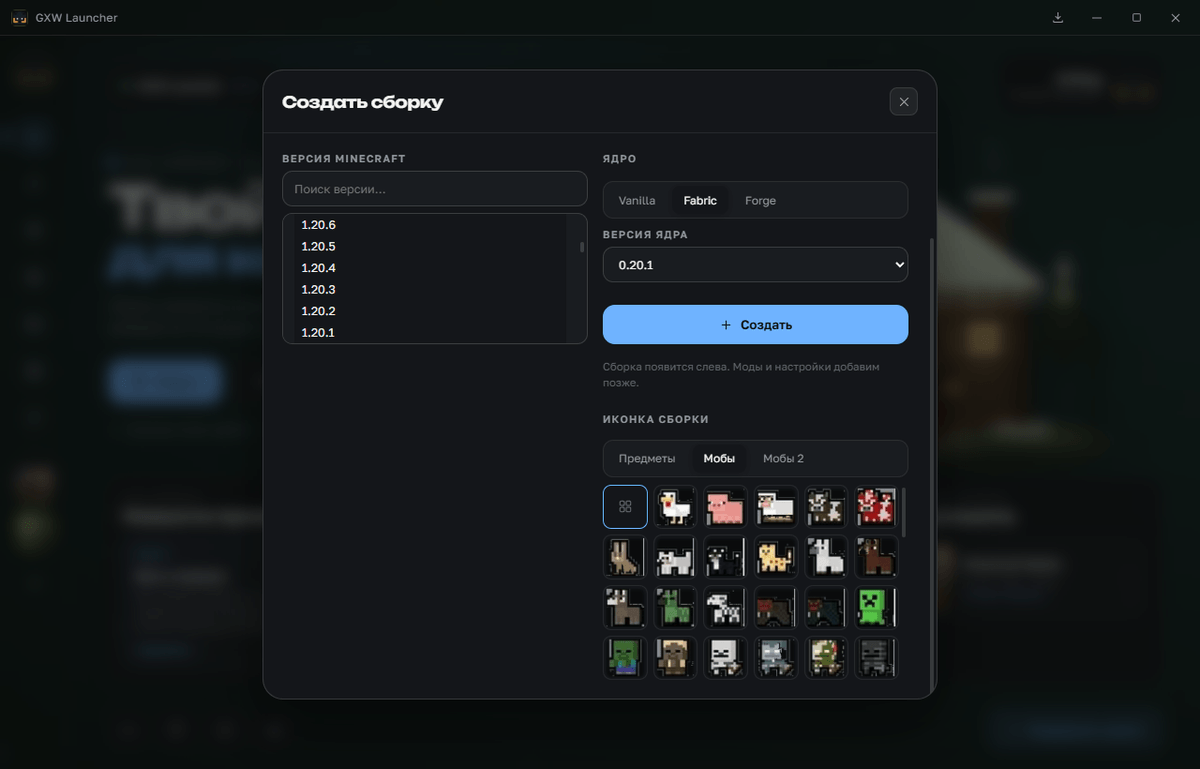 GXW Launcher
Создать сборку
ВЕРСИЯ MINECRAFT
Поиск версии...
1.20.6
1.20.5
1.20.4
1.20.3
1.20.2
1.20.1
ЯДРО
Vanilla Fabric Forge
ВЕРСИЯ ЯДРА
0.20.1
+ Создать
Сборка появится слева. Моды и настройки добавим
позже.
ИКОНКА СБОРКИ
Предметы Мобы Мобы 2
Твой